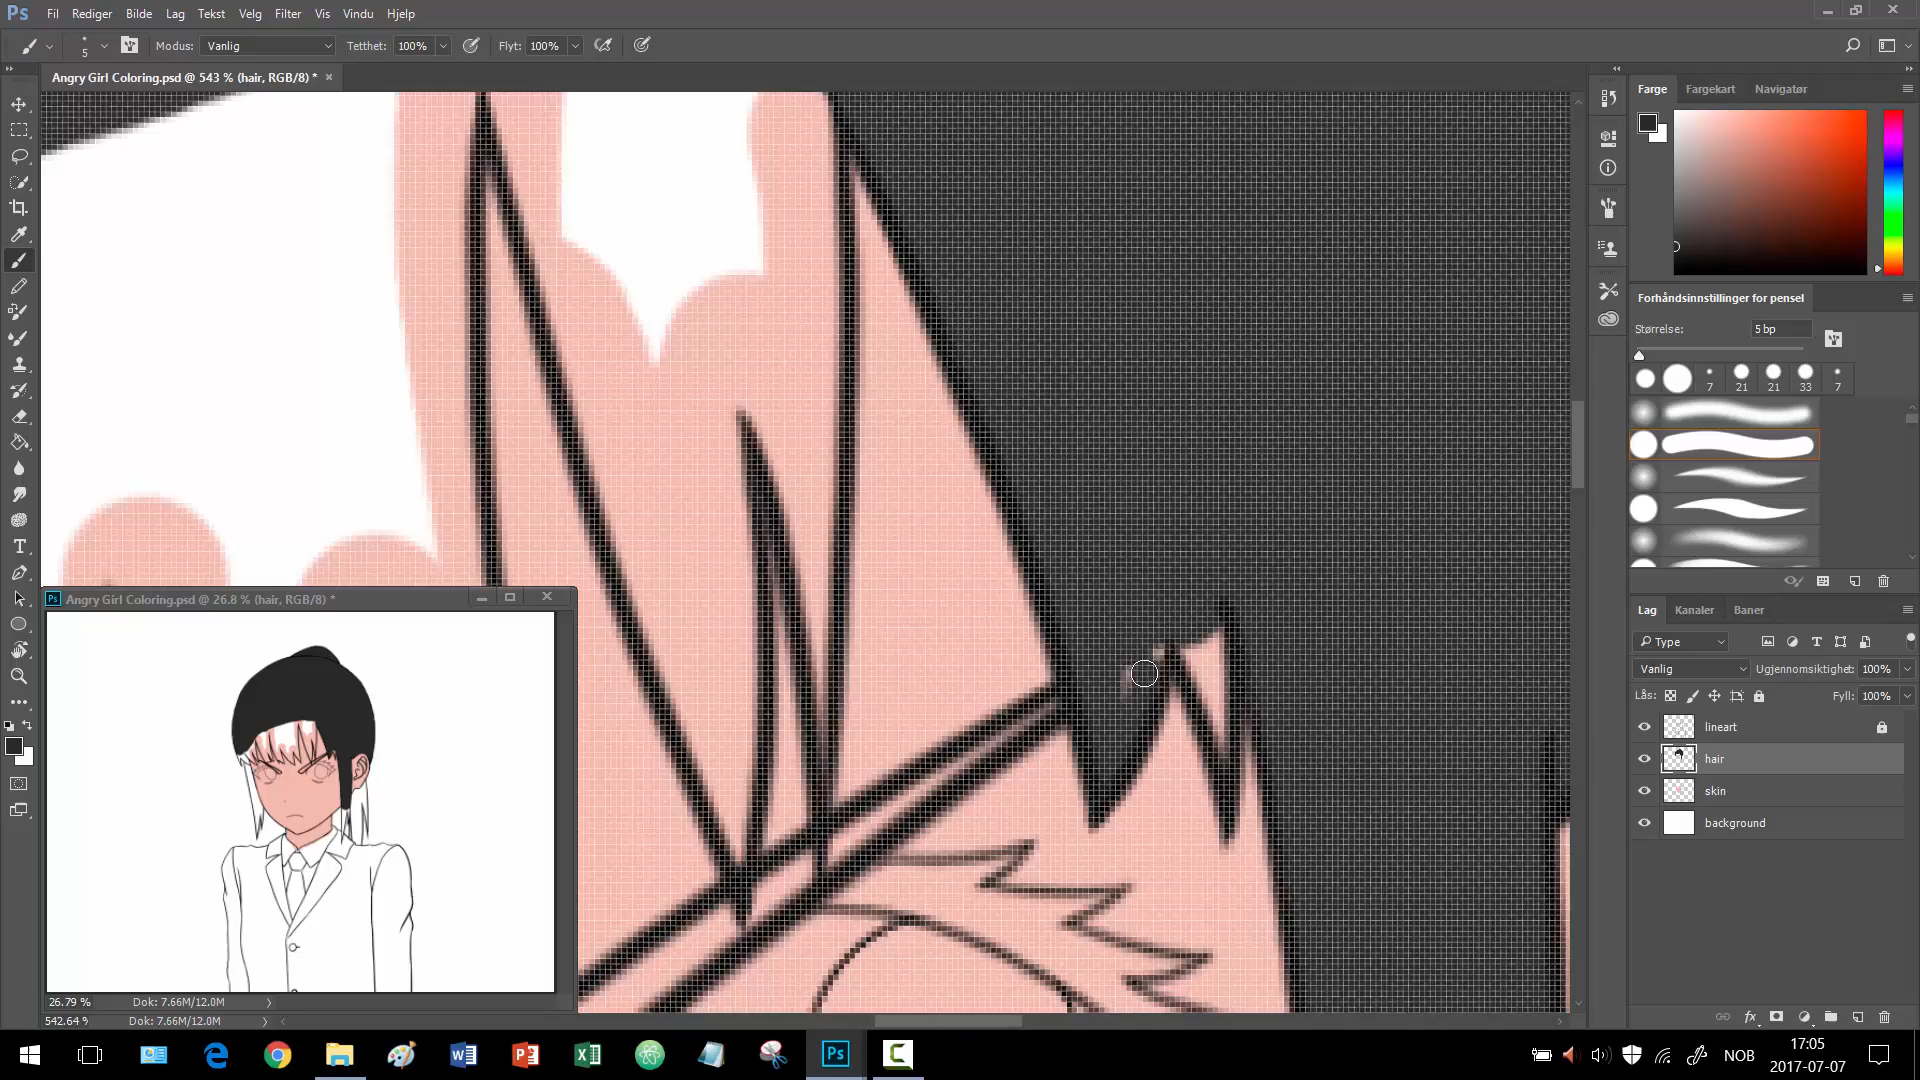 Ps Fil Rediger Bilde Lag Tekst Velg Filter Vis Vindu Hjelp
5 Modus: Vanlig Tetthet: 100% Flyt: 100%
Angry Girl Coloring.psd @ 543 % (hair, RGB/8) * ×
Farge Fargekart Navigatør
Forhåndsinnstillinger for pensel
Størrelse: 5 bp
7 21 21 33 7
Lag Kanaler Baner
Type
Vanlig Ugjennomsiktighet: 100%
Lås: Fyll: 100%
lineart
hair
skin
background
Ps Angry Girl Coloring.psd @ 26.8 % (hair, RGB/8) *
26.79 % Dok: 7.66M/12.0M
542.64 % Dok: 7.66M/12.0M
NOB
17:05
2017-07-07